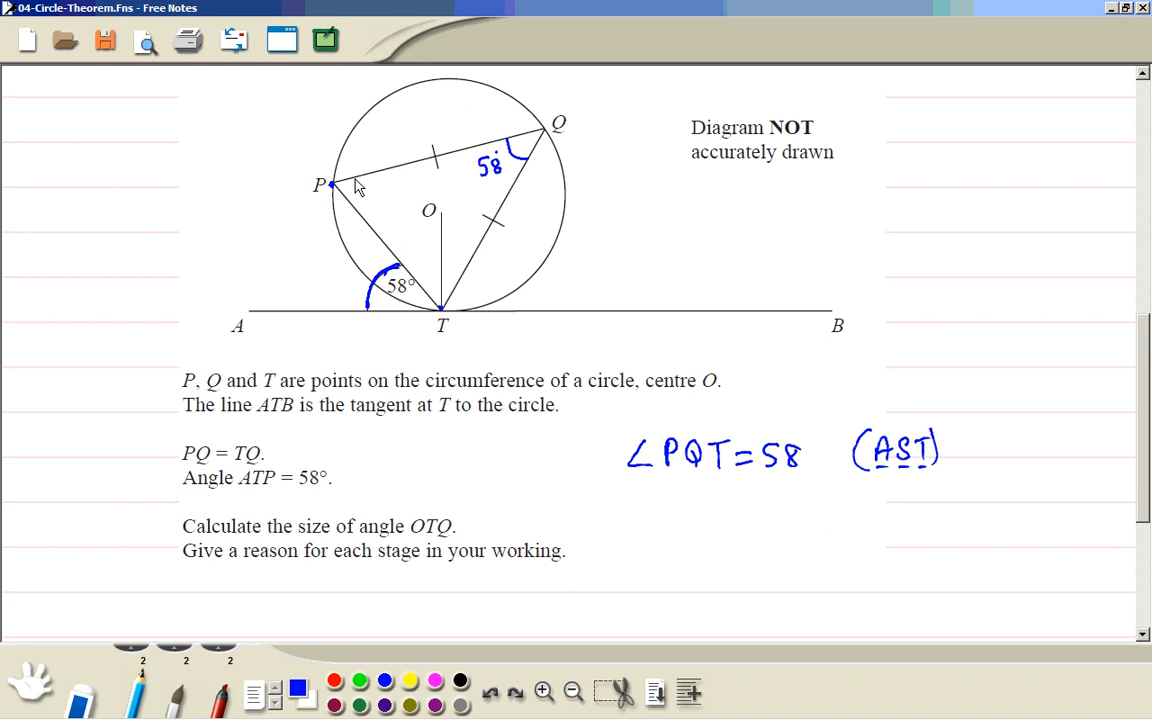 04-Circle-Theorem.Fns - Free Notes
Q
Diagram NOT
accurately drawn
58°
P
O
58°
A
T
B
P, Q and T are points on the circumference of a circle, centre O.
The line ATB is the tangent at T to the circle.
PQ = TQ.
∠PQT=58 (AST)
Angle ATP = 58°.
Calculate the size of angle OTQ.
Give a reason for each stage in your working.
2 2 2